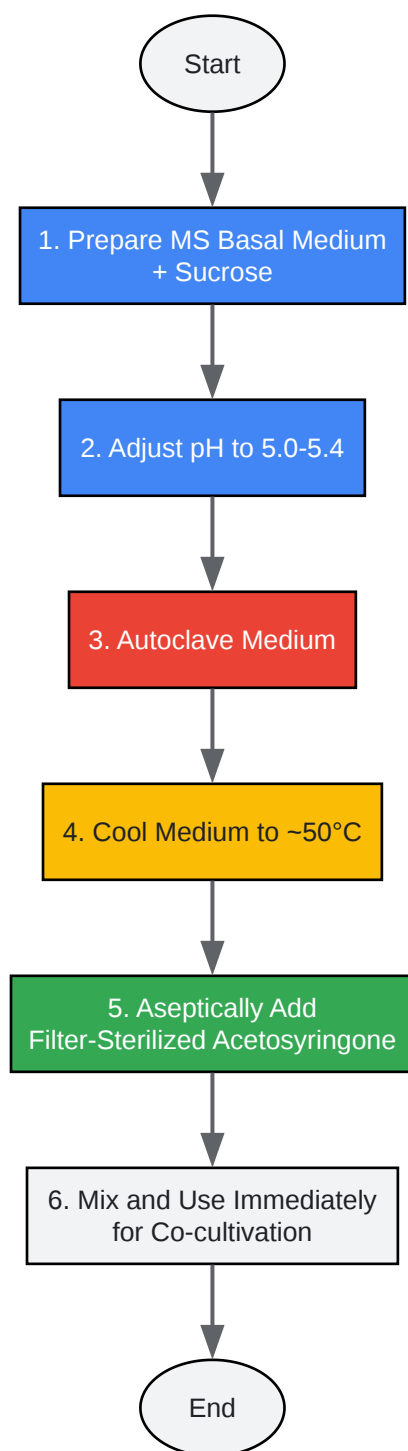 Start
1. Prepare MS Basal Medium
+ Sucrose
2. Adjust pH to 5.0-5.4
3. Autoclave Medium
4. Cool Medium to ~50°C
5. Aseptically Add
Filter-Sterilized Acetosyringone
6. Mix and Use Immediately
for Co-cultivation
End